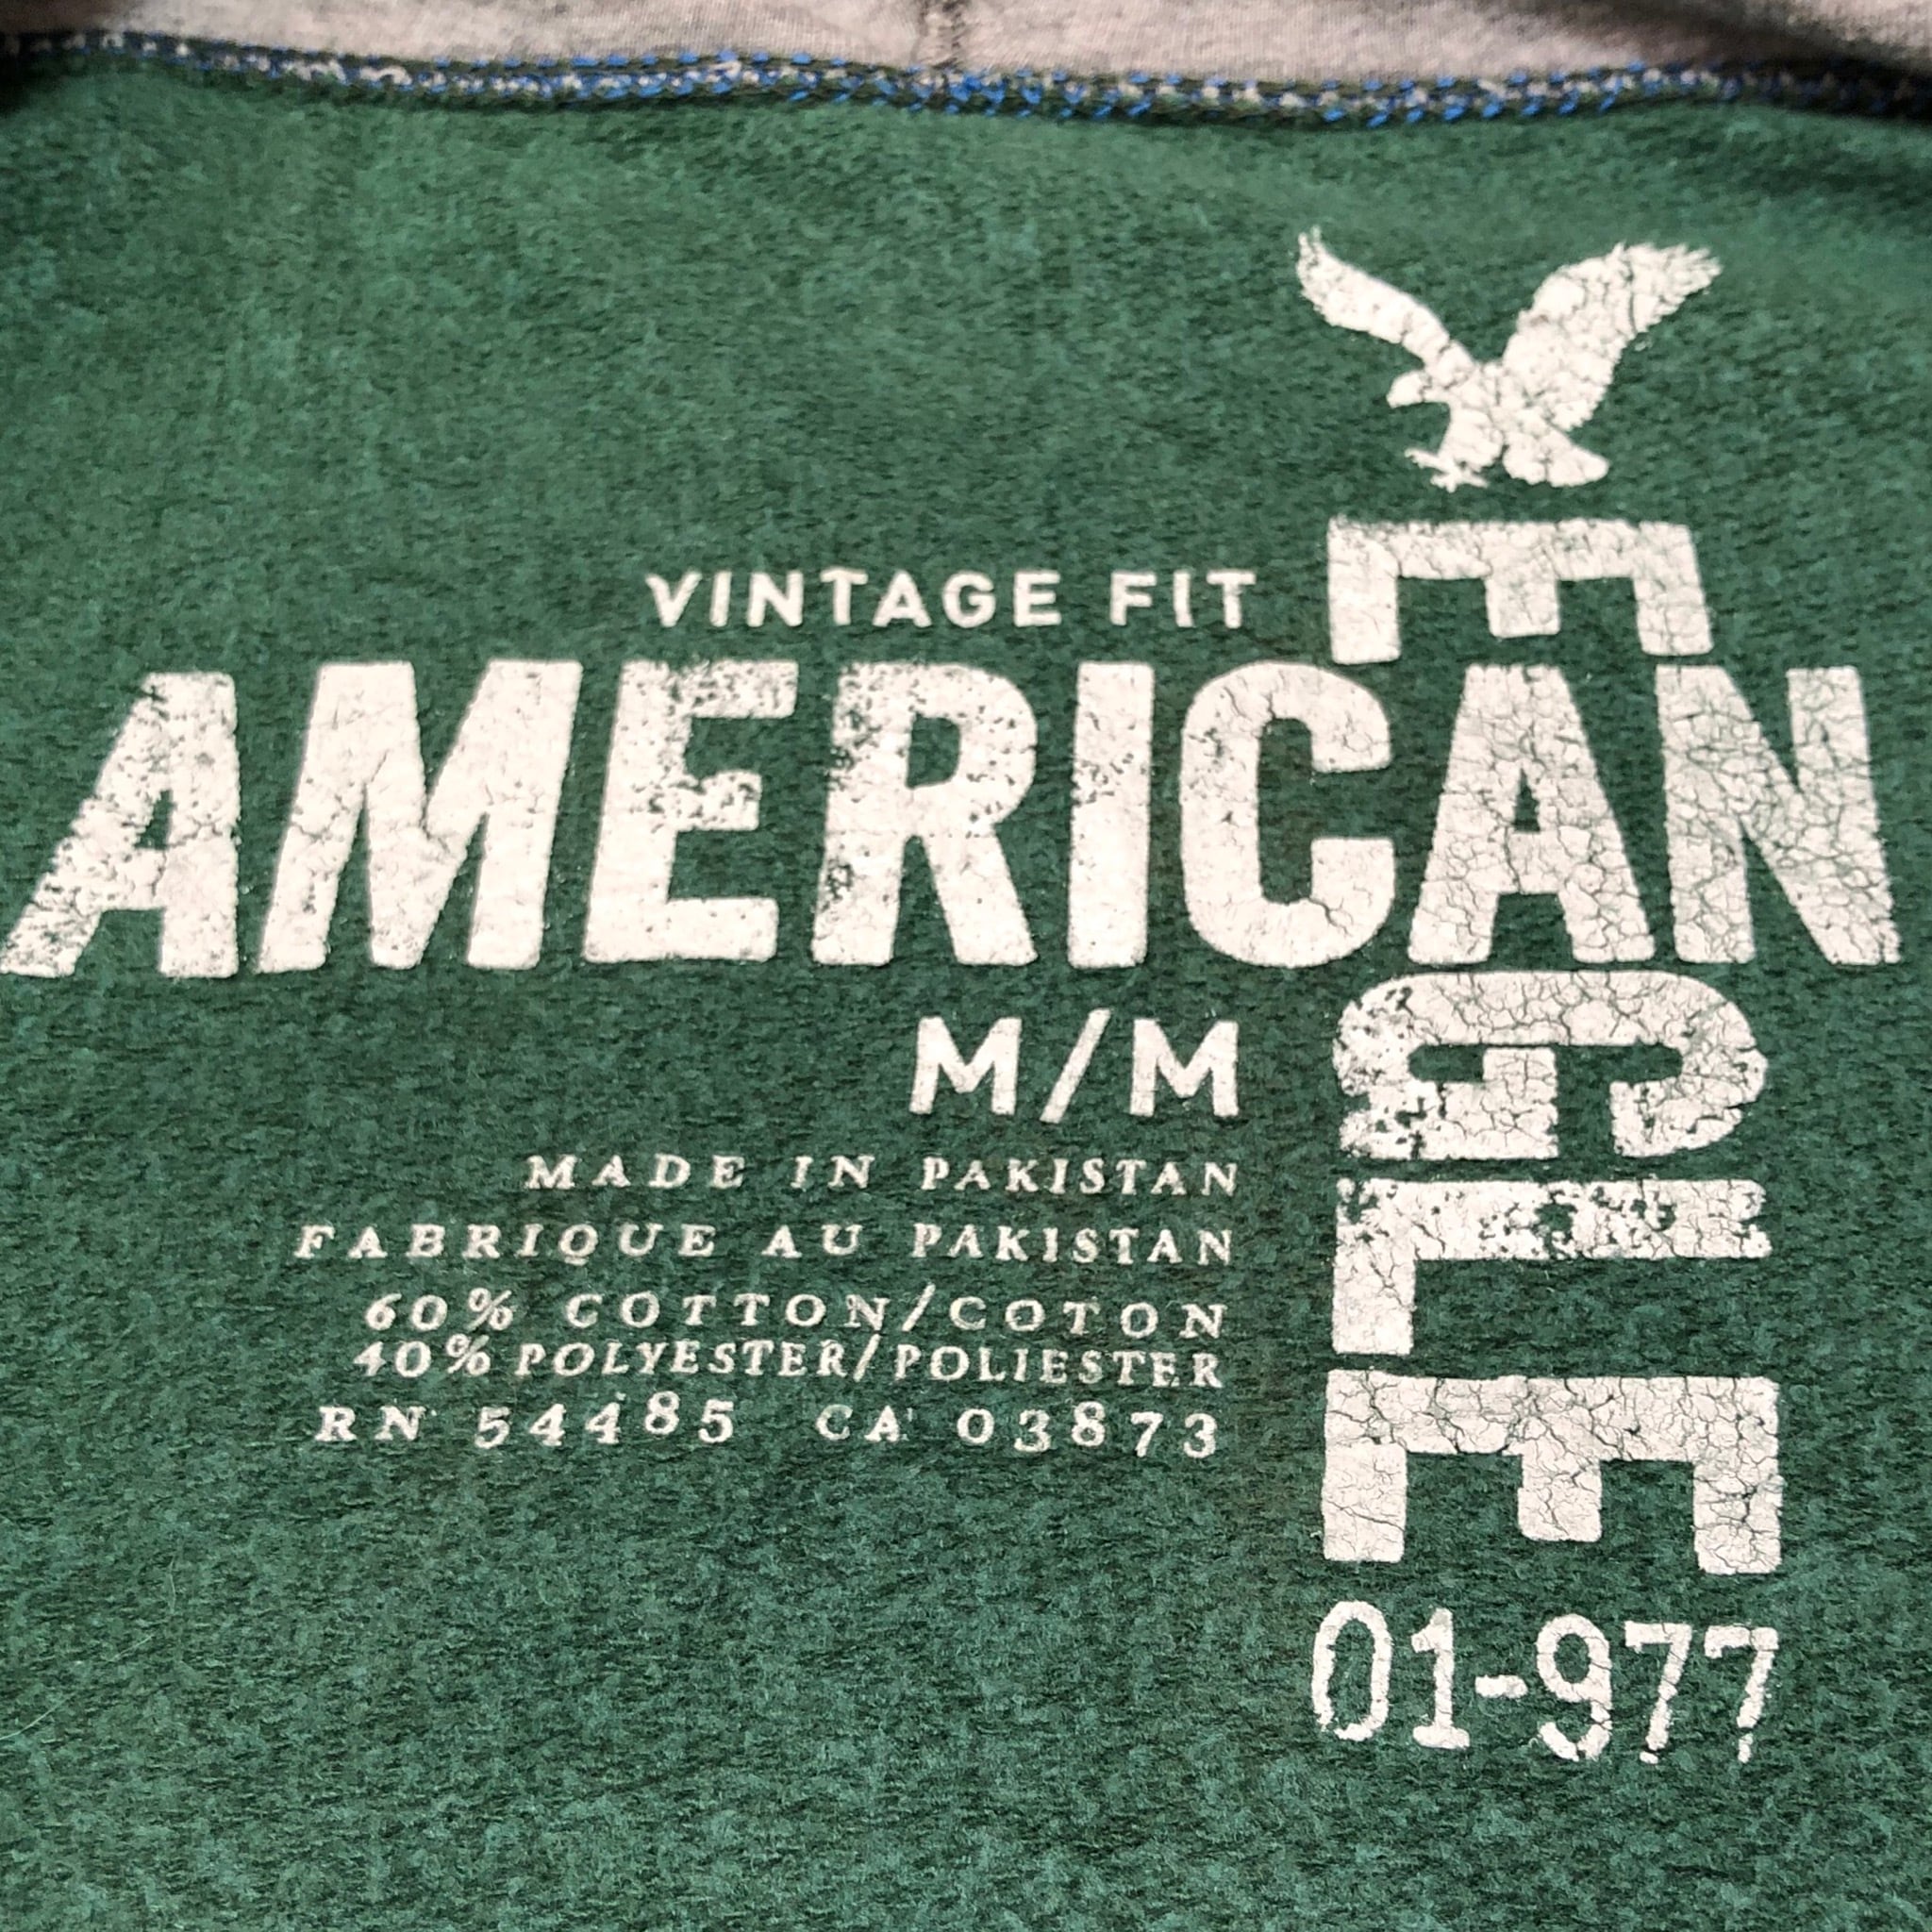 VINTAGE FIT
AMERICAN
EAGLE
M/M
MADE IN PAKISTAN
FABRIQUE AU PAKISTAN
60% COTTON/COTON
40% POLYESTER/POLIESTER
RN 54485 CA 03873
01-977